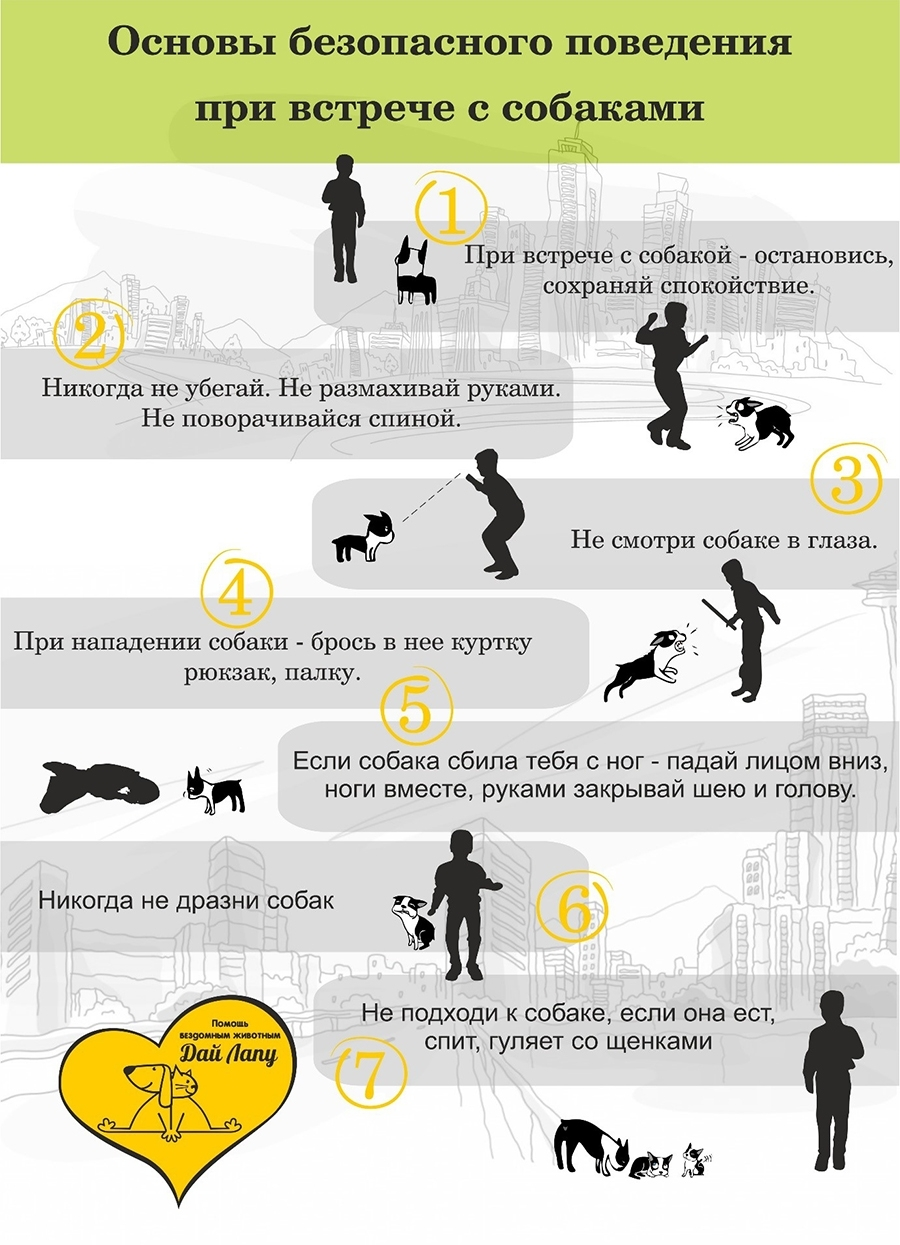 Основы безопасного поведения
при встрече с собаками
1
При встрече с собакой - остановись,
сохраняй спокойствие.
2
Никогда не убегай. Не размахивай руками.
Не поворачивайся спиной.
3
Не смотри собаке в глаза.
4
При нападении собаки - брось в нее куртку
рюкзак, палку.
5
Если собака сбила тебя с ног - падай лицом вниз,
ноги вместе, руками закрывай шею и голову.
6
Никогда не дразни собак
7
Не подходи к собаке, если она ест,
спит, гуляет со щенками
Помощь
бездомным животным
Дай Лапу